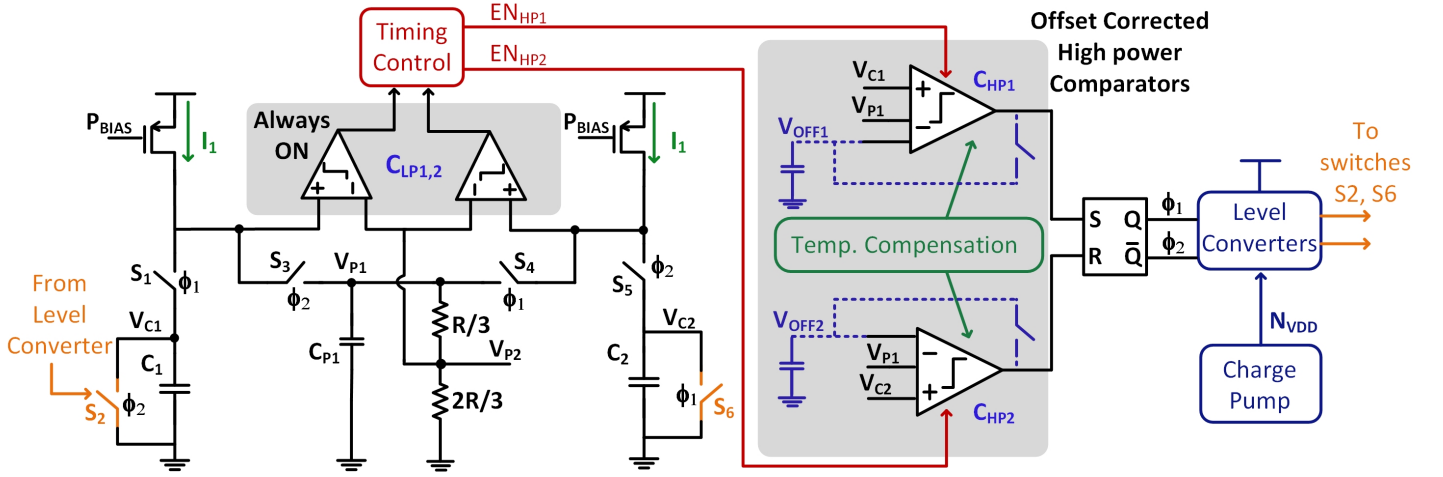 EN_HP1
EN_HP2
Timing
Control
Offset Corrected
High power
Comparators
P_BIAS
I_1
Always
ON
C_LP1,2
+
−
−
+
P_BIAS
I_1
V_C1
V_P1
+
−
C_HP1
V_OFF1
To
switches
S2, S6
S_1
ϕ_1
S_3
ϕ_2
V_P1
S_4
ϕ_1
S_5
ϕ_2
Temp. Compensation
S Q
R Q̅
ϕ_1
ϕ_2
Level
Converters
From
Level
Converter
V_C1
C_1
S_2
ϕ_2
C_P1
R/3
V_P2
2R/3
V_C2
C_2
ϕ_1
S_6
V_OFF2
V_P1
V_C2
−
+
C_HP2
N_VDD
Charge
Pump